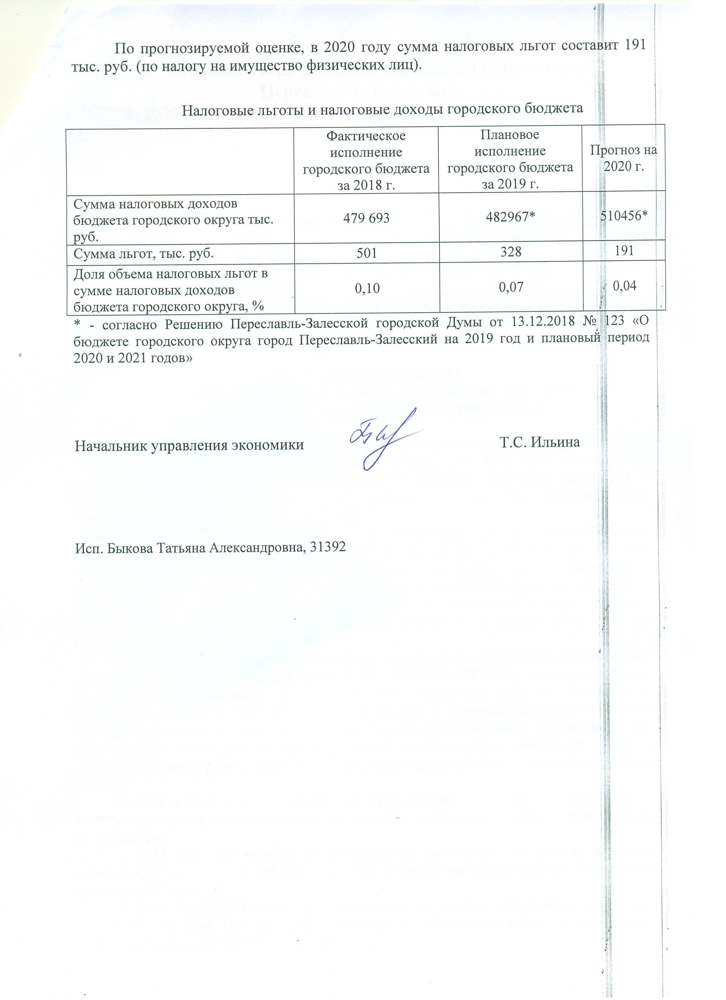 По прогнозируемой оценке, в 2020 году сумма налоговых льгот составит 191
тыс. руб. (по налогу на имущество физических лиц).
Налоговые льготы и налоговые доходы городского бюджета
Фактическое
исполнение
городского бюджета
за 2018 г.
Плановое
исполнение
городского бюджета
за 2019 г.
Прогноз на
2020 г.
Сумма налоговых доходов
бюджета городского округа тыс.
руб.
479 693
482967*
510456*
Сумма льгот, тыс. руб.
501
328
191
Доля объема налоговых льгот в
сумме налоговых доходов
бюджета городского округа, %
0,10
0,07
0,04
* - согласно Решению Переславль-Залесской городской Думы от 13.12.2018 № 123 «О
бюджете городского округа город Переславль-Залесский на 2019 год и плановый период
2020 и 2021 годов»
Начальник управления экономики
Т.С. Ильина
Исп. Быкова Татьяна Александровна, 31392